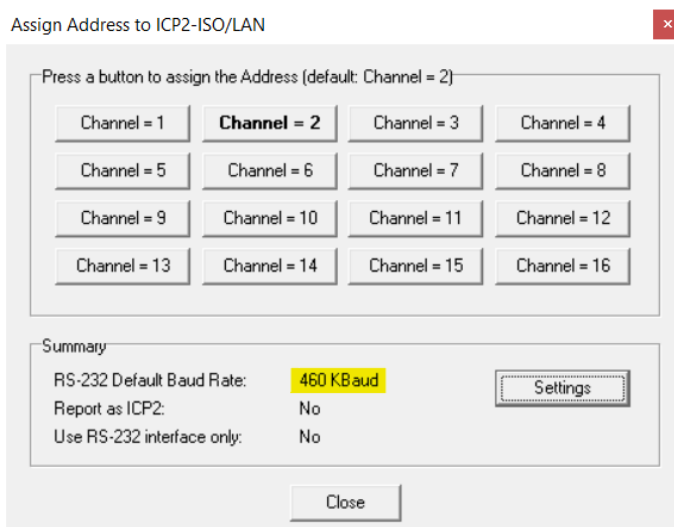 Assign Address to ICP2-ISO/LAN
Press a button to assign the Address (default: Channel = 2)
Channel = 1 Channel = 2 Channel = 3 Channel = 4
Channel = 5 Channel = 6 Channel = 7 Channel = 8
Channel = 9 Channel = 10 Channel = 11 Channel = 12
Channel = 13 Channel = 14 Channel = 15 Channel = 16
Summary
RS-232 Default Baud Rate: 460 KBaud Settings
Report as ICP2: No
Use RS-232 interface only: No
Close